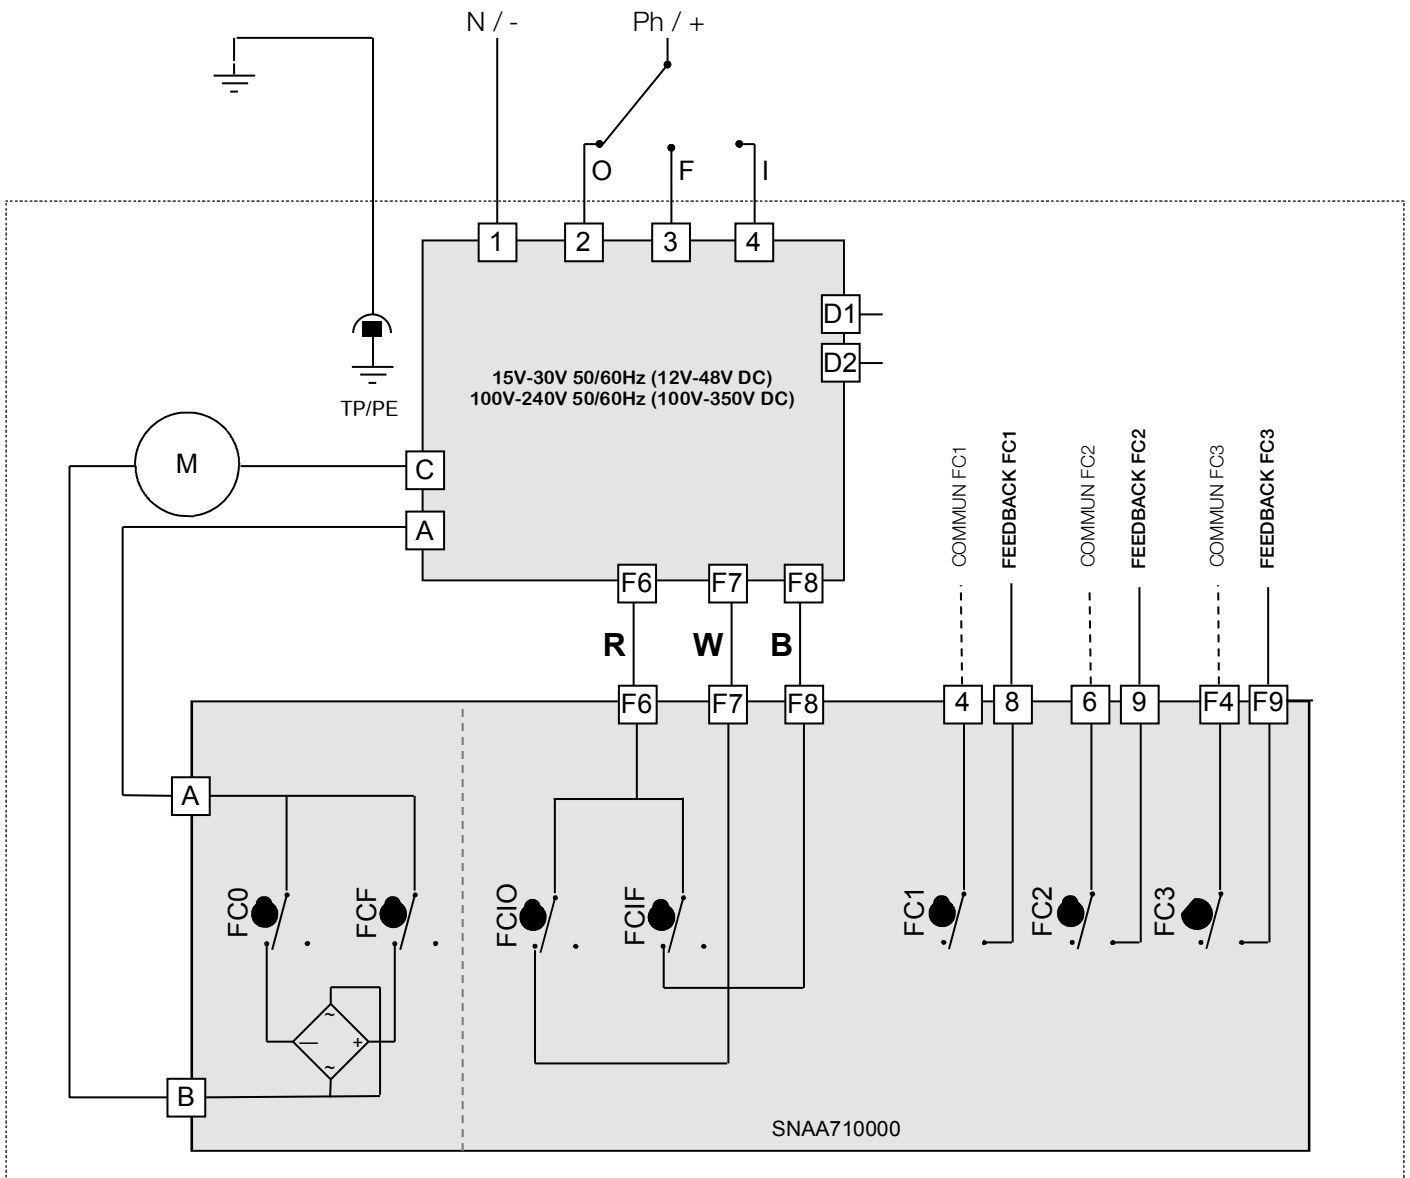 N / -
Ph / +
O
F
I
1
2
3
4
D1
D2
15V-30V 50/60Hz (12V-48V DC)
100V-240V 50/60Hz (100V-350V DC)
TP/PE
M
C
A
COMMUN FC1
FEEDBACK FC1
COMMUN FC2
FEEDBACK FC2
COMMUN FC3
FEEDBACK FC3
F6
F7
F8
R
W
B
F6
F7
F8
4
8
6
9
F4
F9
A
FC0
FCF
FCIO
FCIF
FC1
FC2
FC3
~
—
+
~
B
SNAA710000